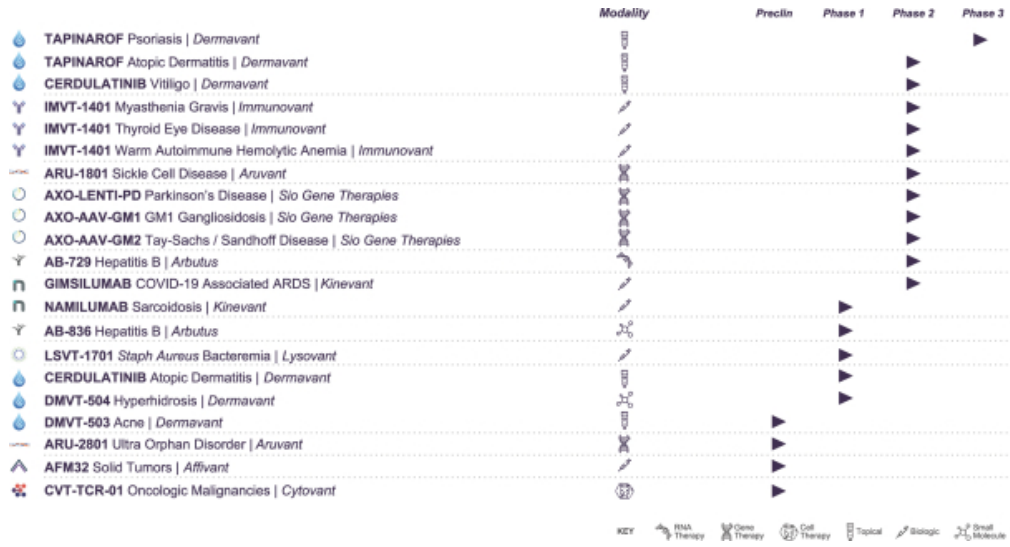 Modality Preclin Phase 1 Phase 2 Phase 3
TAPINAROF Psoriasis | Dermavant
TAPINAROF Atopic Dermatitis | Dermavant
CERDULATINIB Vitiligo | Dermavant
IMVT-1401 Myasthenia Gravis | Immunovant
IMVT-1401 Thyroid Eye Disease | Immunovant
IMVT-1401 Warm Autoimmune Hemolytic Anemia | Immunovant
ARU-1801 Sickle Cell Disease | Aruvant
AXO-LENTI-PD Parkinson's Disease | Sio Gene Therapies
AXO-AAV-GM1 GM1 Gangliosidosis | Sio Gene Therapies
AXO-AAV-GM2 Tay-Sachs / Sandhoff Disease | Sio Gene Therapies
AB-729 Hepatitis B | Arbutus
GIMSILUMAB COVID-19 Associated ARDS | Kinevant
NAMILUMAB Sarcoidosis | Kinevant
AB-836 Hepatitis B | Arbutus
LSVT-1701 Staph Aureus Bacteremia | Lysovant
CERDULATINIB Atopic Dermatitis | Dermavant
DMVT-504 Hyperhidrosis | Dermavant
DMVT-503 Acne | Dermavant
ARU-2801 Ultra Orphan Disorder | Aruvant
AFM32 Solid Tumors | Affivant
CVT-TCR-01 Oncologic Malignancies | Cytovant
KEY RNA Therapy Gene Therapy Cell Therapy Topical Biologic Small Molecule